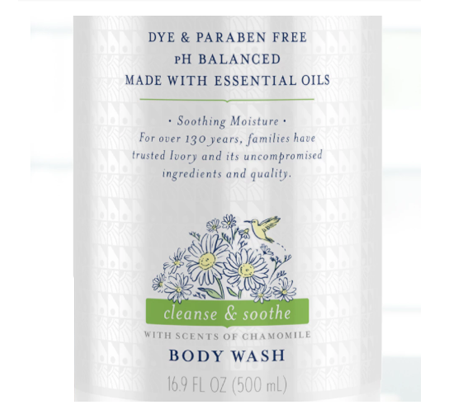 DYE & PARABEN FREE
pH BALANCED
MADE WITH ESSENTIAL OILS
• Soothing Moisture •
For over 130 years, families have
trusted Ivory and its uncompromised
ingredients and quality.
cleanse & soothe
WITH SCENTS OF CHAMOMILE
BODY WASH
16.9 FL OZ (500 mL)